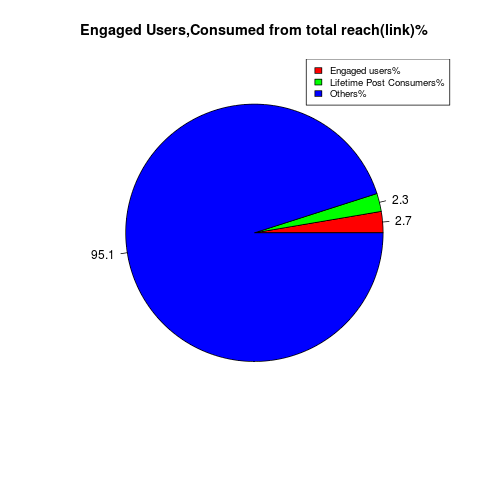 Engaged Users,Consumed from total reach(link)%
Engaged users%
Lifetime Post Consumers%
Others%
2.3
2.7
95.1